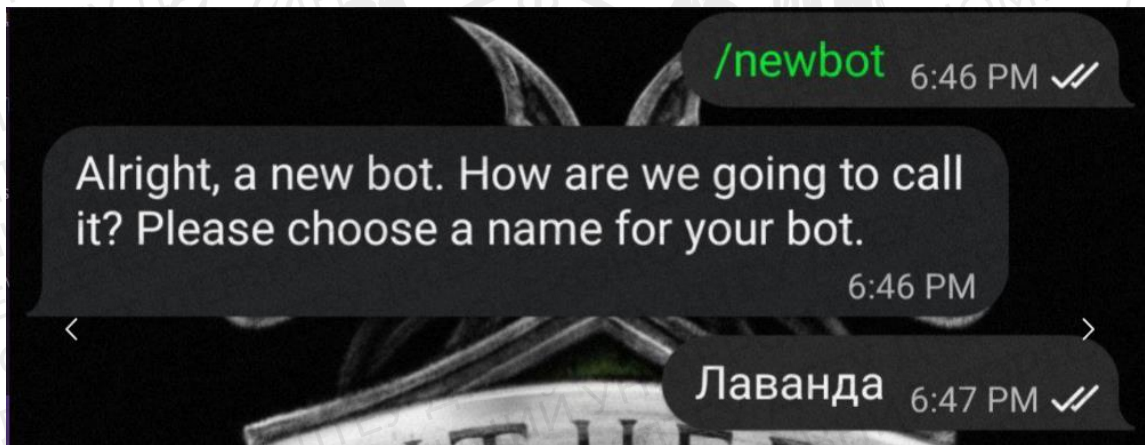 /newbot 6:46 PM
Alright, a new bot. How are we going to call
it? Please choose a name for your bot.
6:46 PM
Лаванда 6:47 PM